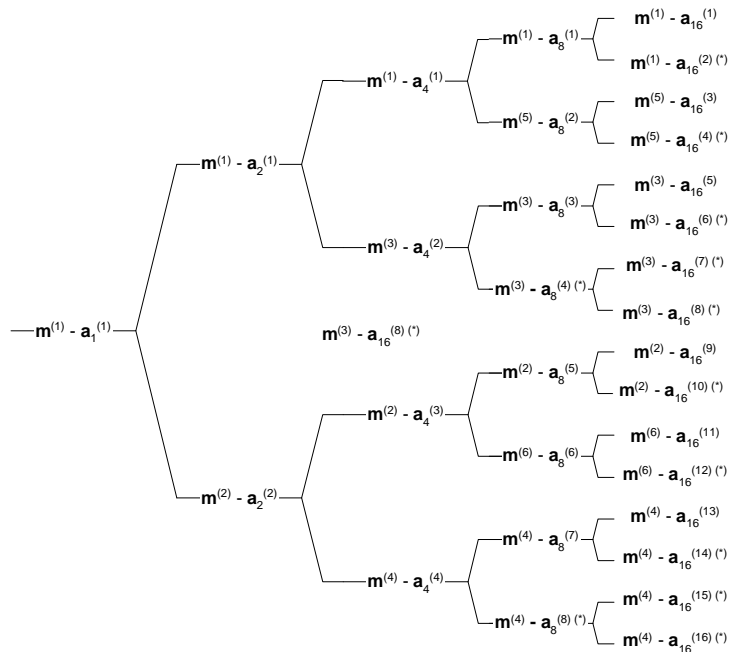 m(1) - a16(1)
m(1) - a8(1)
m(1) - a16(2) (*)
m(1) - a4(1)
m(5) - a16(3)
m(5) - a8(2)
m(5) - a16(4) (*)
m(1) - a2(1)
m(3) - a16(5)
m(3) - a8(3)
m(3) - a16(6) (*)
m(3) - a4(2)
m(3) - a16(7) (*)
m(3) - a8(4) (*)
m(3) - a16(8) (*)
m(1) - a1(1)
m(3) - a16(8) (*)
m(2) - a16(9)
m(2) - a8(5)
m(2) - a16(10) (*)
m(2) - a4(3)
m(6) - a16(11)
m(6) - a8(6)
m(6) - a16(12) (*)
m(2) - a2(2)
m(4) - a16(13)
m(4) - a8(7)
m(4) - a16(14) (*)
m(4) - a4(4)
m(4) - a16(15) (*)
m(4) - a8(8) (*)
m(4) - a16(16) (*)